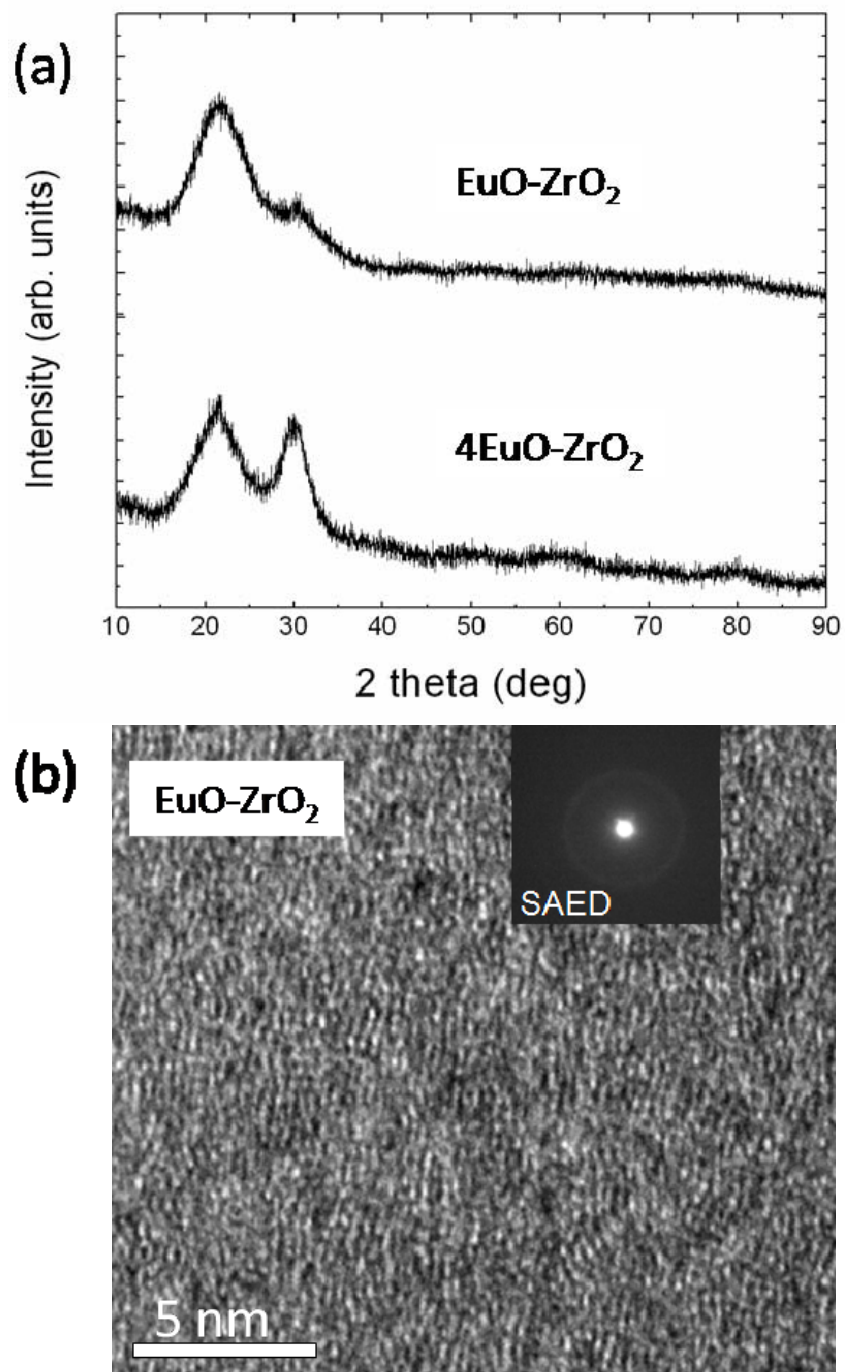 (a)
Intensity (arb. units)
EuO-ZrO₂
4EuO-ZrO₂
10 20 30 40 50 60 70 80 90
2 theta (deg)
(b)
EuO-ZrO₂
SAED
5 nm